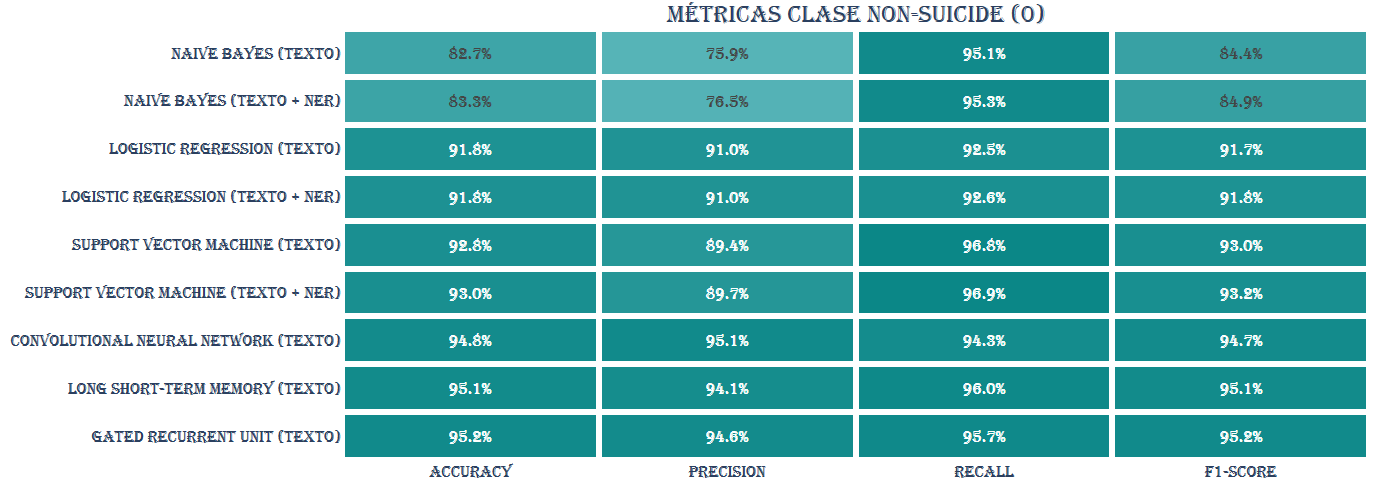 MÉTRICAS CLASE NON-SUICIDE (0)
NAIVE BAYES (TEXTO) 82.7% 75.9% 95.1% 84.4%
NAIVE BAYES (TEXTO + NER) 83.3% 76.5% 95.3% 84.9%
LOGISTIC REGRESSION (TEXTO) 91.8% 91.0% 92.5% 91.7%
LOGISTIC REGRESSION (TEXTO + NER) 91.8% 91.0% 92.6% 91.8%
SUPPORT VECTOR MACHINE (TEXTO) 92.8% 89.4% 96.8% 93.0%
SUPPORT VECTOR MACHINE (TEXTO + NER) 93.0% 89.7% 96.9% 93.2%
CONVOLUTIONAL NEURAL NETWORK (TEXTO) 94.8% 95.1% 94.3% 94.7%
LONG SHORT-TERM MEMORY (TEXTO) 95.1% 94.1% 96.0% 95.1%
GATED RECURRENT UNIT (TEXTO) 95.2% 94.6% 95.7% 95.2%
ACCURACY PRECISION RECALL F1-SCORE